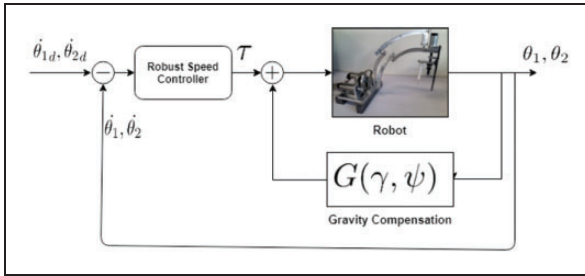 θ̇₁d, θ̇₂d
−
Robust Speed
Controller
τ
+
θ₁, θ₂
θ̇₁, θ̇₂
Robot
G(γ, ψ)
Gravity Compensation